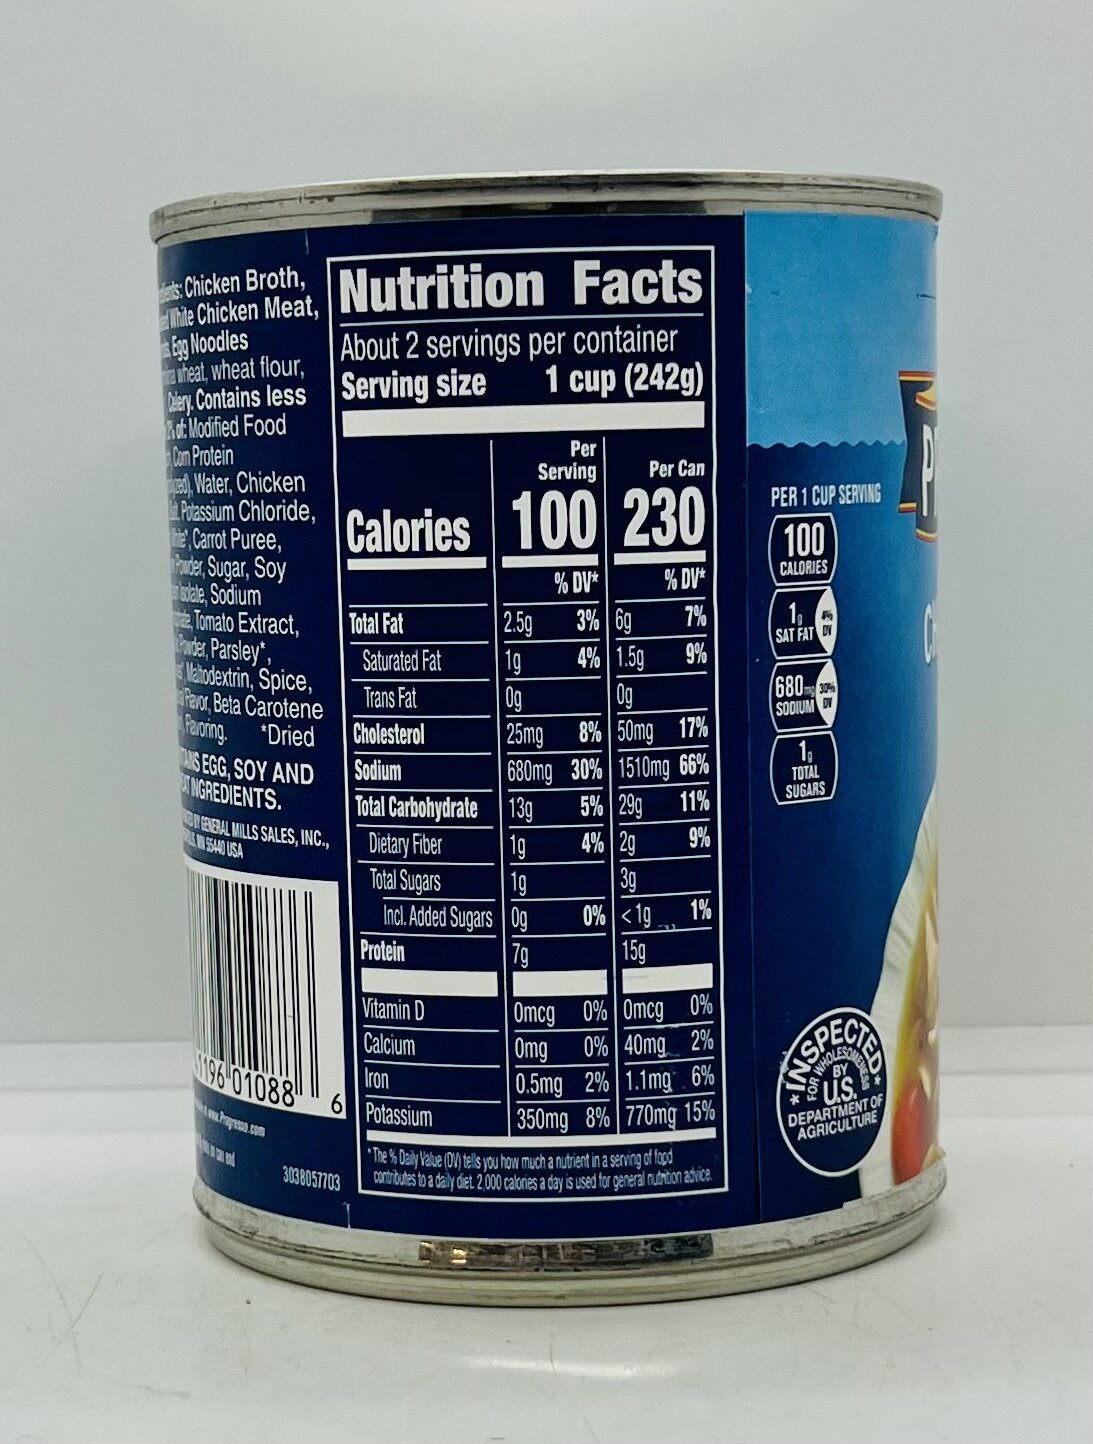 Chicken Broth,
White Chicken Meat,
Egg Noodles
wheat, wheat flour,
Celery. Contains less
of: Modified Food
Corn Protein
Water, Chicken
Potassium Chloride,
Carrot Puree,
Powder, Sugar, Soy
Sodium
Tomato Extract,
Powder, Parsley*,
Maltodextrin, Spice,
Flavor, Beta Carotene
Flavoring. *Dried
EGG, SOY AND
INGREDIENTS.
BY GENERAL MILLS SALES, INC.,
MN 55440 USA
01088 6
www.Progresso.com
3038057703
Nutrition Facts
About 2 servings per container
Serving size 1 cup (242g)
Per Serving Per Can
Calories 100 230
% DV* % DV*
Total Fat 2.5g 3% 6g 7%
Saturated Fat 1g 4% 1.5g 9%
Trans Fat 0g 0g
Cholesterol 25mg 8% 50mg 17%
Sodium 680mg 30% 1510mg 66%
Total Carbohydrate 13g 5% 29g 11%
Dietary Fiber 1g 4% 2g 9%
Total Sugars 1g 3g
Incl. Added Sugars 0g 0% <1g 1%
Protein 7g 15g
Vitamin D 0mcg 0% 0mcg 0%
Calcium 0mg 0% 40mg 2%
Iron 0.5mg 2% 1.1mg 6%
Potassium 350mg 8% 770mg 15%
*The % Daily Value (DV) tells you how much a nutrient in a serving of food
contributes to a daily diet. 2,000 calories a day is used for general nutrition advice.
PER 1 CUP SERVING
100
CALORIES
1g
SAT FAT
4%
DV
680mg
SODIUM
30%
DV
1g
TOTAL
SUGARS
INSPECTED
FOR WHOLESOMENESS
BY
U.S.
DEPARTMENT OF
AGRICULTURE